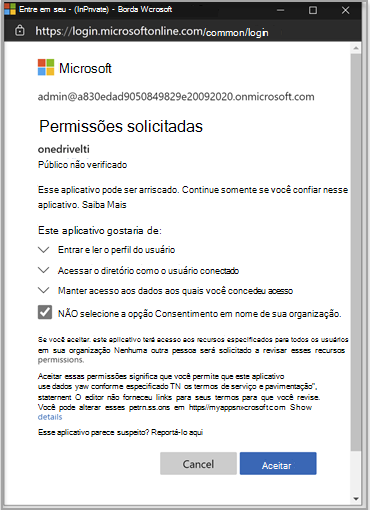 Entre em seu - (InPnvate) - Borda Wcrosoft
https://login.microsoftonline.com/common/login
Microsoft
admin@a830edad9050849829e20092020.onmicrosoft.com
Permissões solicitadas
onedrivelti
Público não verificado
Esse aplicativo pode ser arriscado. Continue somente se você confiar nesse
aplicativo. Saiba Mais
Este aplicativo gostaria de:
Entrar e ler o perfil do usuário
Acessar o diretório como o usuário conectado
Manter acesso aos dados aos quais você concedeu acesso
NÃO selecione a opção Consentimento em nome de sua organização.
Se você aceitar. este aplicativo terá acesso aos recursos especificados para todos os usuários
em sua organização Nenhuma outra pessoa será solicitado a revisar esses recursos
permissions.
Aceitar essas permissões significa que você permite que este aplicativo
use dados yaw conforme especificado TN os termos de serviço e pavimentação",
staternent O editor não forneceu links para seus termos para que você revise.
Você pode alterar esses petrn.ss.ons em https//myappsnxcrosoft com Show
details
Esse aplicativo parece suspeito? Reportá-lo aqui
Cancel
Aceitar